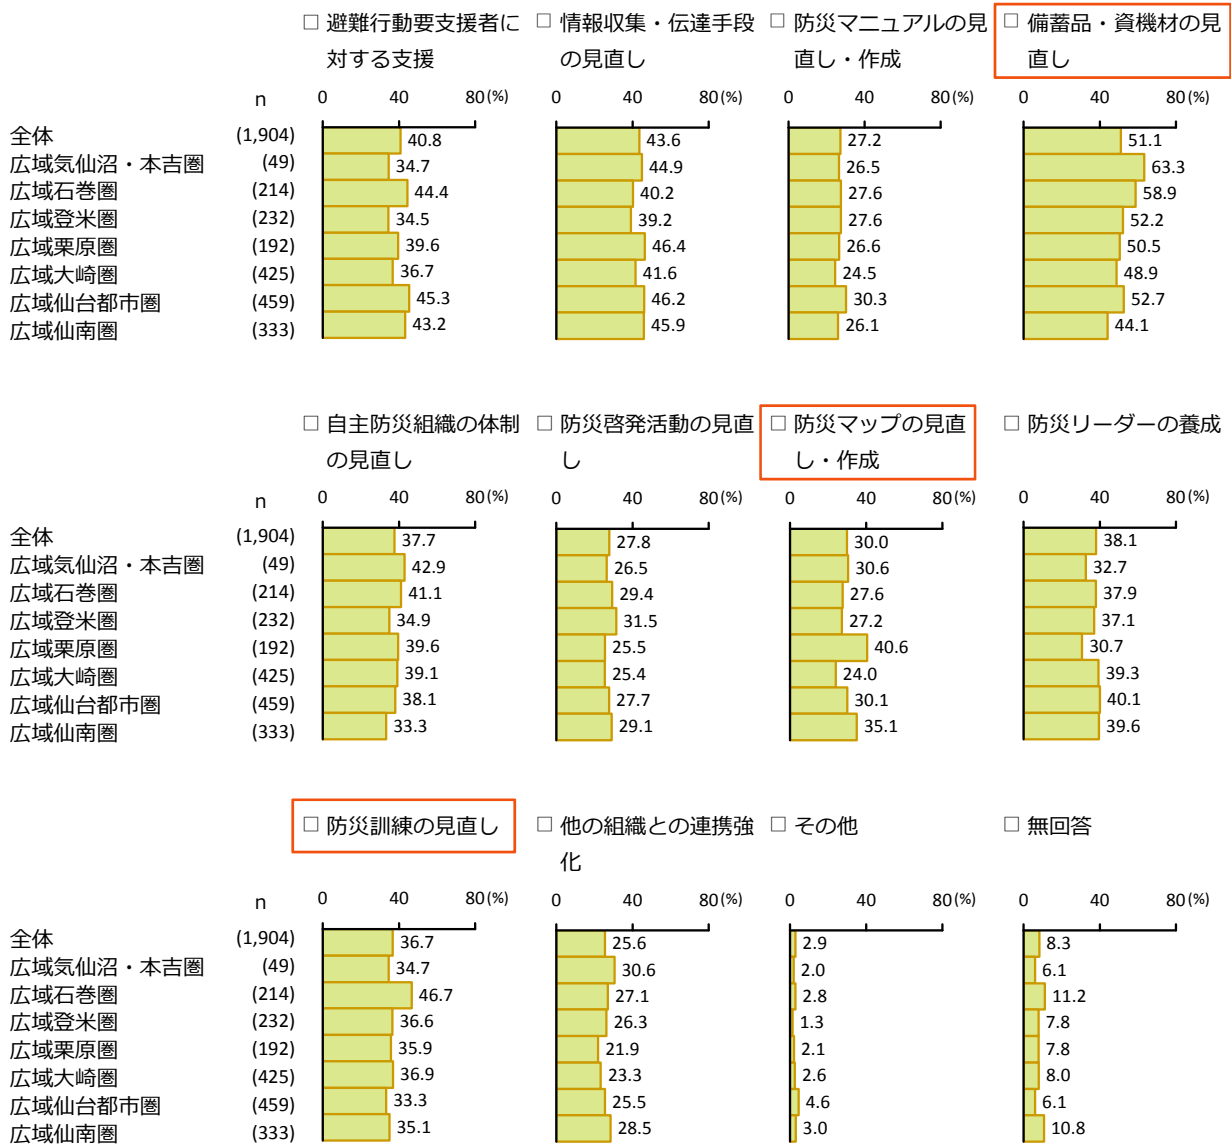 □ 避難行動要支援者に □ 情報収集・伝達手段 □ 防災マニュアルの見 □ 備蓄品・資機材の見
対する支援 の見直し 直し・作成 直し
n 0 40 80(%) 0 40 80(%) 0 40 80(%) 0 40 80(%)
全体 (1,904) 40.8 43.6 27.2 51.1
広域気仙沼・本吉圏 (49) 34.7 44.9 26.5 63.3
広域石巻圏 (214) 44.4 40.2 27.6 58.9
広域登米圏 (232) 34.5 39.2 27.6 52.2
広域栗原圏 (192) 39.6 46.4 26.6 50.5
広域大崎圏 (425) 36.7 41.6 24.5 48.9
広域仙台都市圏 (459) 45.3 46.2 30.3 52.7
広域仙南圏 (333) 43.2 45.9 26.1 44.1
□ 自主防災組織の体制 □ 防災啓発活動の見直 □ 防災マップの見直 □ 防災リーダーの養成
の見直し し し・作成
n 0 40 80(%) 0 40 80(%) 0 40 80(%) 0 40 80(%)
全体 (1,904) 37.7 27.8 30.0 38.1
広域気仙沼・本吉圏 (49) 42.9 26.5 30.6 32.7
広域石巻圏 (214) 41.1 29.4 27.6 37.9
広域登米圏 (232) 34.9 31.5 27.2 37.1
広域栗原圏 (192) 39.6 25.5 40.6 30.7
広域大崎圏 (425) 39.1 25.4 24.0 39.3
広域仙台都市圏 (459) 38.1 27.7 30.1 40.1
広域仙南圏 (333) 33.3 29.1 35.1 39.6
□ 防災訓練の見直し □ 他の組織との連携強 □ その他 □ 無回答
化
n 0 40 80(%) 0 40 80(%) 0 40 80(%) 0 40 80(%)
全体 (1,904) 36.7 25.6 2.9 8.3
広域気仙沼・本吉圏 (49) 34.7 30.6 2.0 6.1
広域石巻圏 (214) 46.7 27.1 2.8 11.2
広域登米圏 (232) 36.6 26.3 1.3 7.8
広域栗原圏 (192) 35.9 21.9 2.1 7.8
広域大崎圏 (425) 36.9 23.3 2.6 8.0
広域仙台都市圏 (459) 33.3 25.5 4.6 6.1
広域仙南圏 (333) 35.1 28.5 3.0 10.8